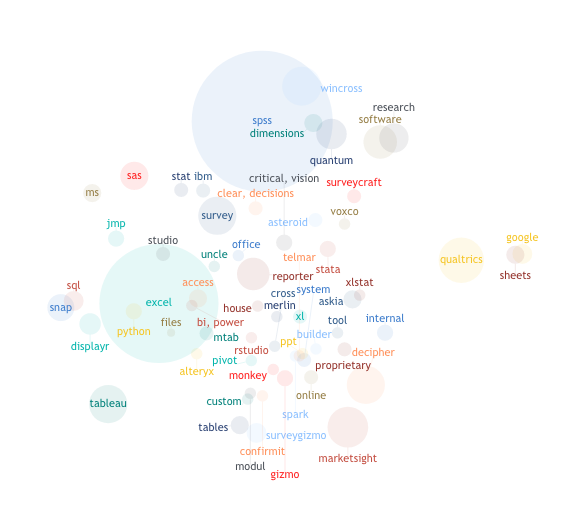 wincross
research
spss
software
dimensions
quantum
sas
stat ibm
critical, vision
surveycraft
ms
clear, decisions
survey
voxco
jmp
asteroid
google
studio
office
uncle
telmar
qualtrics
stata
sheets
sql
access
reporter
xlstat
cross
system
snap
excel
house
merlin
askia
files
bi, power
xl
tool
internal
python
mtab
builder
displayr
rstudio
ppt
decipher
pivot
proprietary
alteryx
monkey
tableau
custom
online
spark
tables
surveygizmo
confirmit
marketsight
modul
gizmo